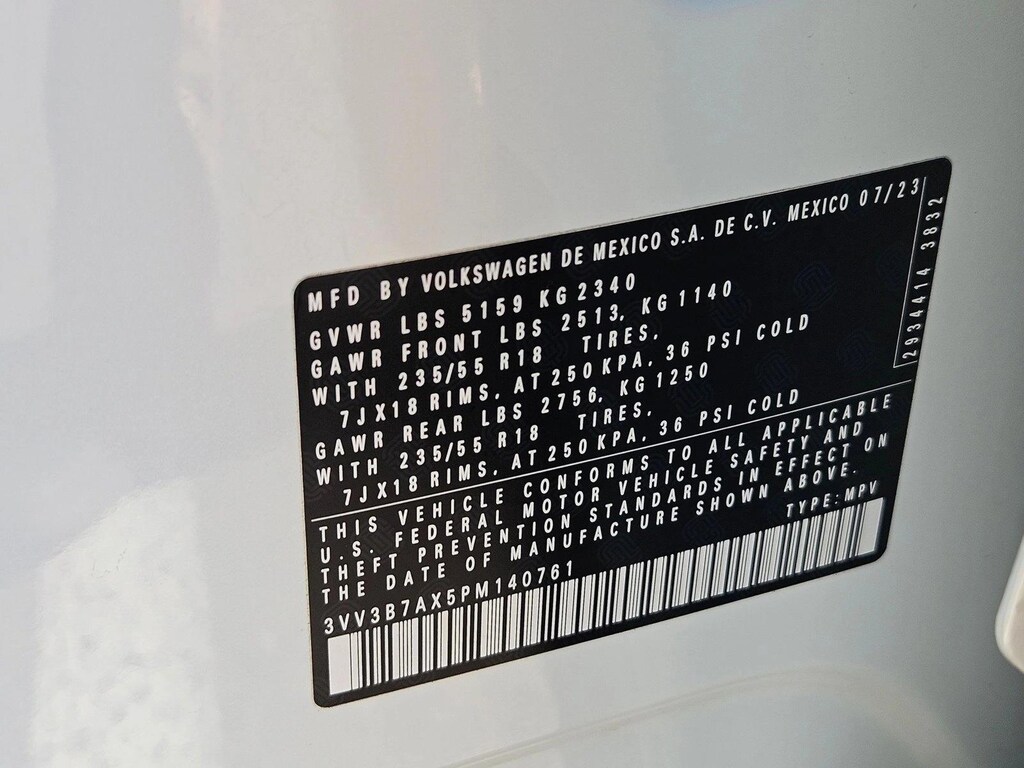 MFD BY VOLKSWAGEN DE MEXICO S.A. DE C.V. MEXICO 07/23
GVWR LBS 5159 KG 2340
GAWR FRONT LBS 2513, KG 1140
WITH 235/55 R18 TIRES,
7JX18 RIMS, AT 250 KPA, 36 PSI COLD
GAWR REAR LBS 2756, KG 1250
WITH 235/55 R18 TIRES,
7JX18 RIMS, AT 250 KPA, 36 PSI COLD
THIS VEHICLE CONFORMS TO ALL APPLICABLE
U.S. FEDERAL MOTOR VEHICLE SAFETY AND
THEFT PREVENTION STANDARDS IN EFFECT ON
THE DATE OF MANUFACTURE SHOWN ABOVE.
TYPE: MPV
3VV3B7AX5PM140761
2934414 3832